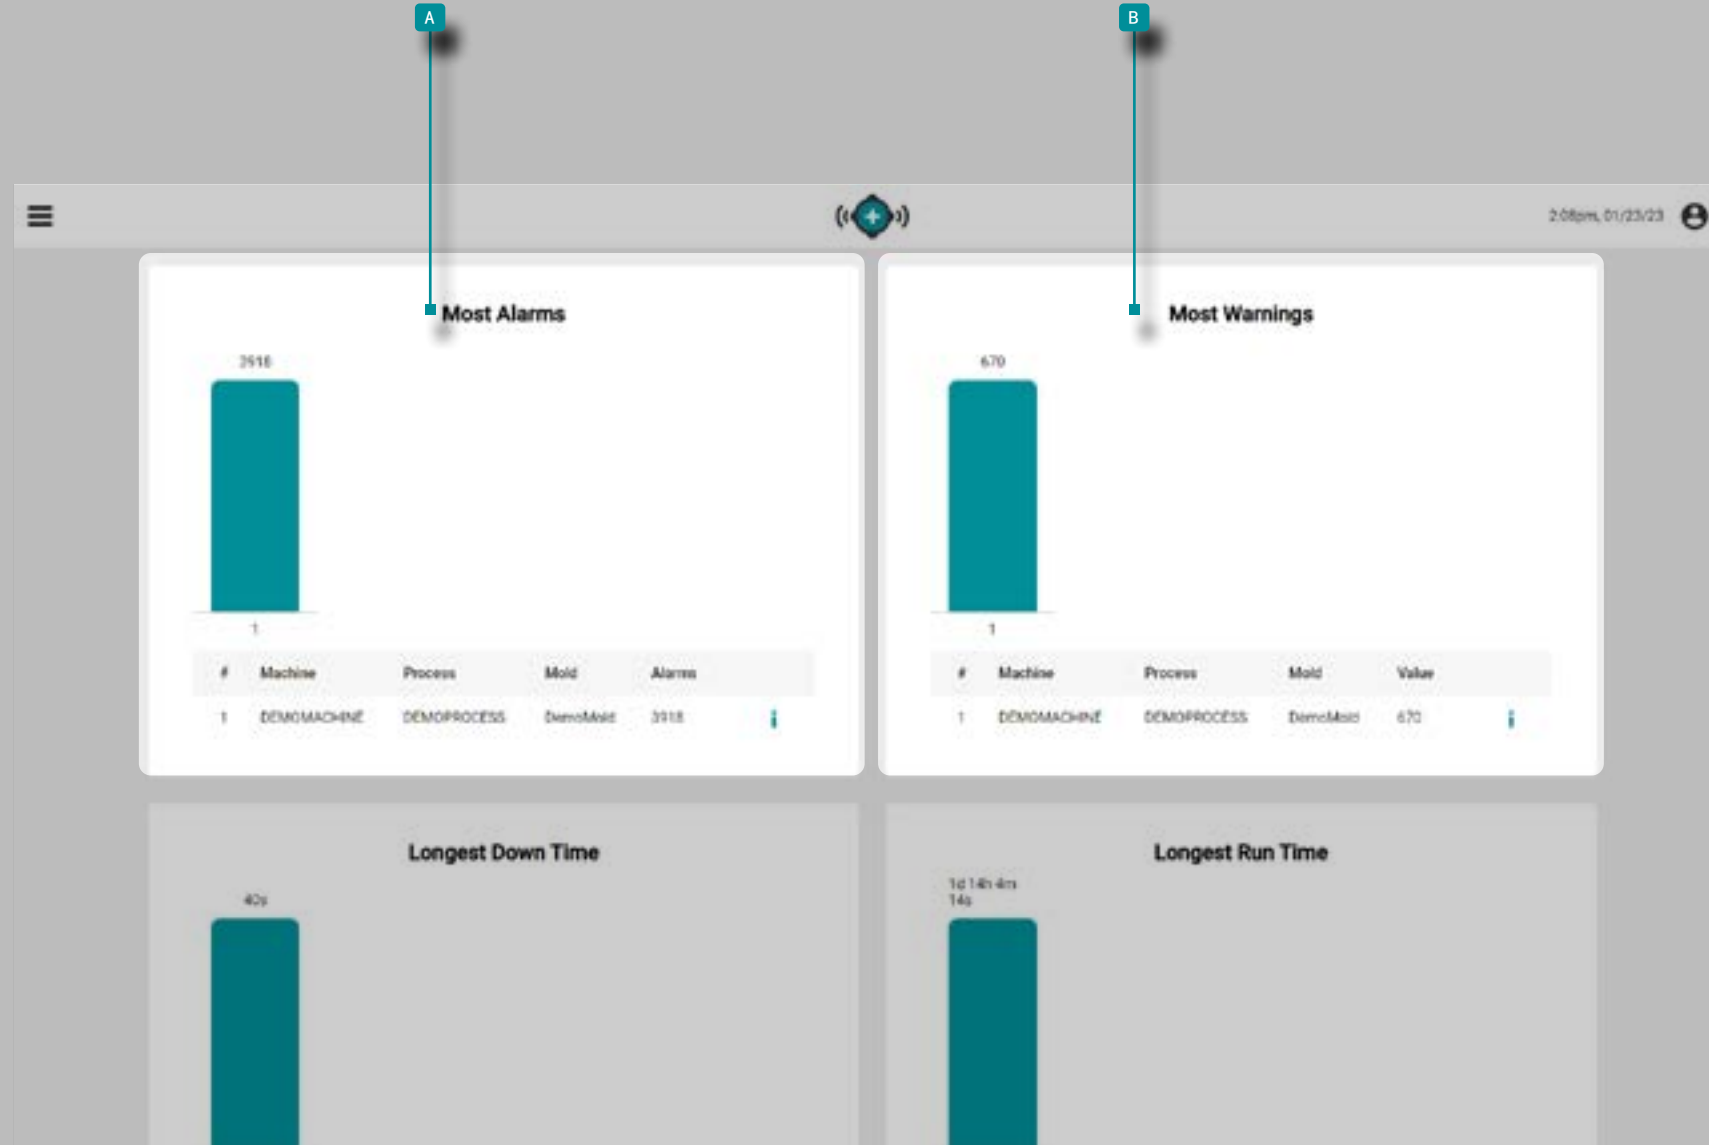 A
B
2:08pm, 01/23/23
Most Alarms
3918
1
# Machine Process Mold Alarms
1 DEMOMACHINE DEMOPROCESS DemoMold 3918
Most Warnings
670
1
# Machine Process Mold Value
1 DEMOMACHINE DEMOPROCESS DemoMold 670
Longest Down Time
40s
Longest Run Time
1d 14h 4m
14s